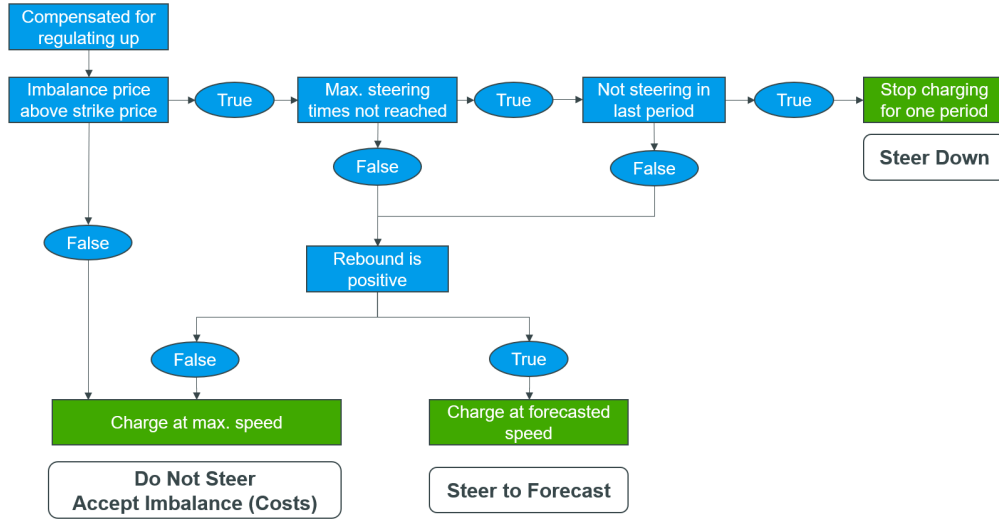 Compensated for
regulating up
Imbalance price
above strike price
True
Max. steering
times not reached
True
Not steering in
last period
True
Stop charging
for one period
Steer Down
False
False
False
Rebound is
positive
False
True
Charge at max. speed
Charge at forecasted
speed
Do Not Steer
Accept Imbalance (Costs)
Steer to Forecast